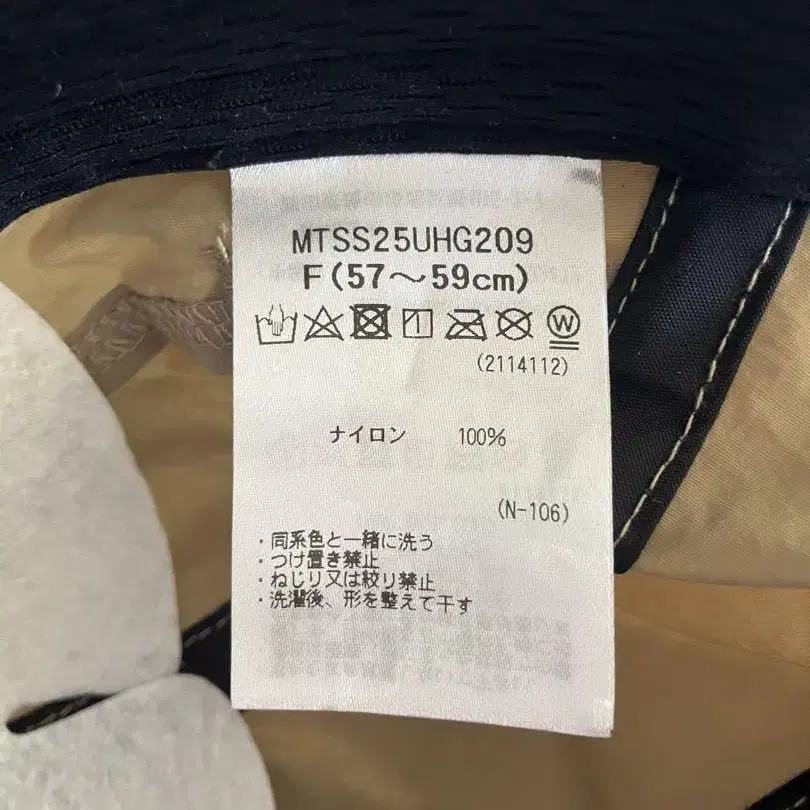 MTSS25UHG209
F(57～59cm)
W
(2114112)
ナイロン 100%
(N-106)
・同系色と一緒に洗う
・つけ置き禁止
・ねじり又は絞り禁止
・洗濯後、形を整えて干す